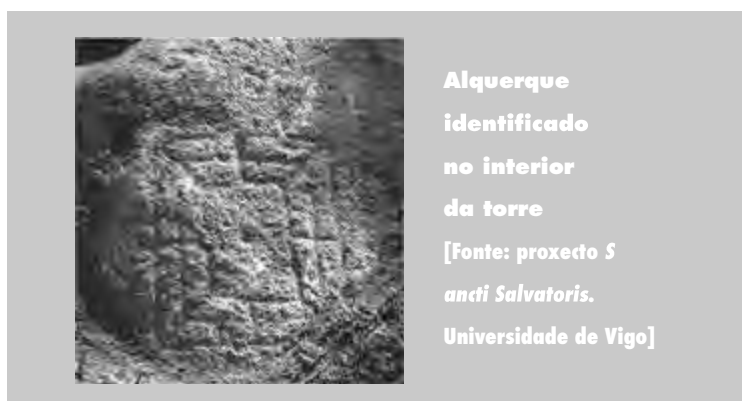 Alquerque
identificado
no interior
da torre
[Fonte: proxecto S
ancti Salvatoris.
Universidade de Vigo]